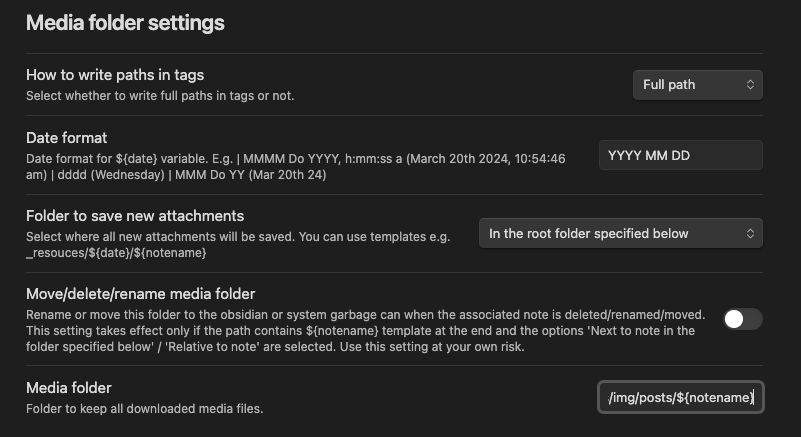 Media folder settings
How to write paths in tags
Select whether to write full paths in tags or not.
Full path
Date format
Date format for ${date} variable. E.g. | MMMM Do YYYY, h:mm:ss a (March 20th 2024, 10:54:46
am) | dddd (Wednesday) | MMM Do YY (Mar 20th 24)
YYYY MM DD
Folder to save new attachments
Select where all new attachments will be saved. You can use templates e.g.
_resouces/${date}/${notename}
In the root folder specified below
Move/delete/rename media folder
Rename or move this folder to the obsidian or system garbage can when the associated note is deleted/renamed/moved.
This setting takes effect only if the path contains ${notename} template at the end and the options 'Next to note in the
folder specified below' / 'Relative to note' are selected. Use this setting at your own risk.
Media folder
Folder to keep all downloaded media files.
/img/posts/${notename}